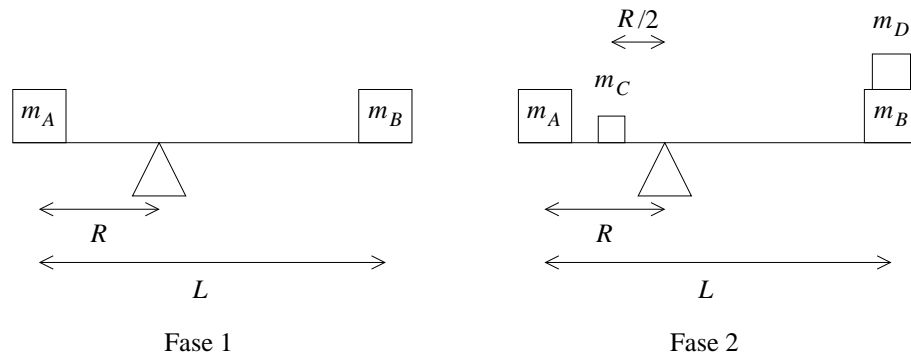 m_A
m_B
R
L
Fase 1
R/2
m_D
m_C
m_A
m_B
R
L
Fase 2